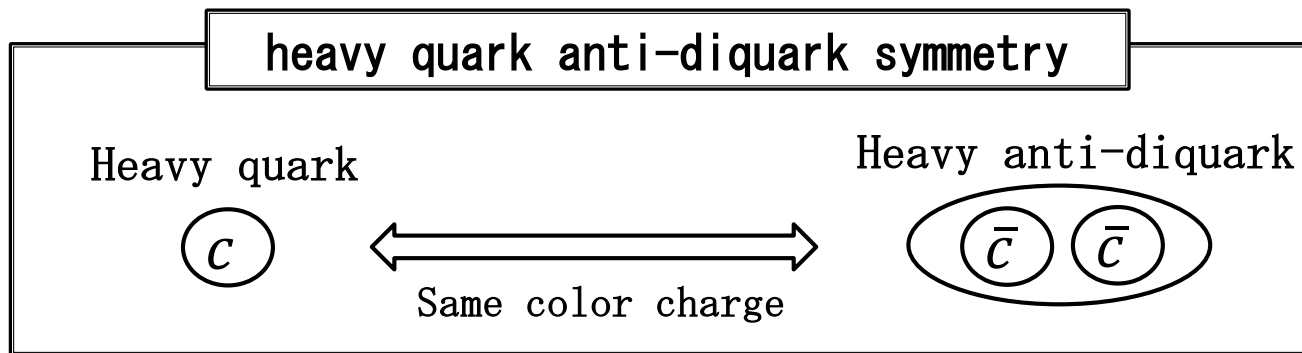 heavy quark anti-diquark symmetry
Heavy quark
Heavy anti-diquark
c
c̄ c̄
Same color charge